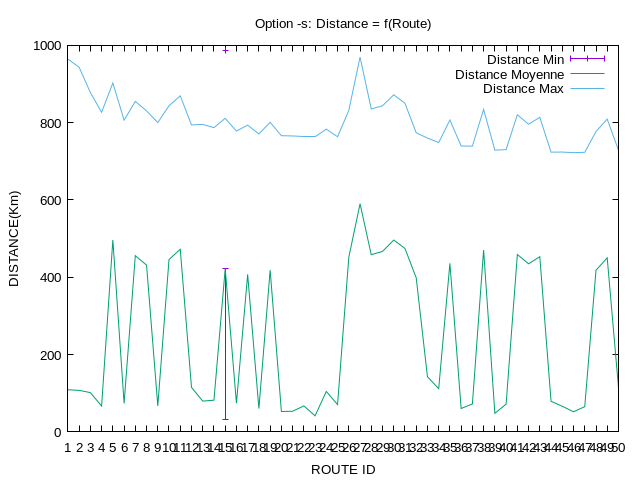 Option -s: Distance = f(Route)
1000
800
600
400
200
0
DISTANCE(Km)
Distance Min
Distance Moyenne
Distance Max
1 2 3 4 5 6 7 8 9 10 11 12 13 14 15 16 17 18 19 20 21 22 23 24 25 26 27 28 29 30 31 32 33 34 35 36 37 38 39 40 41 42 43 44 45 46 47 48 49 50
ROUTE ID